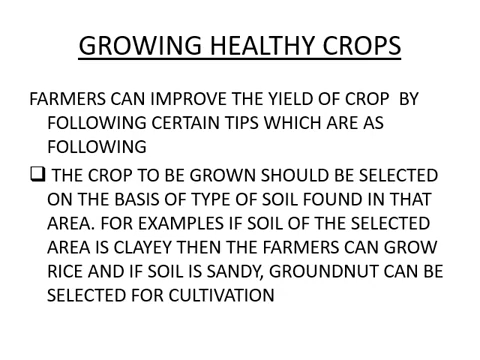 GROWING HEALTHY CROPS
FARMERS CAN IMPROVE THE YIELD OF CROP BY
FOLLOWING CERTAIN TIPS WHICH ARE AS
FOLLOWING
❑ THE CROP TO BE GROWN SHOULD BE SELECTED
ON THE BASIS OF TYPE OF SOIL FOUND IN THAT
AREA. FOR EXAMPLES IF SOIL OF THE SELECTED
AREA IS CLAYEY THEN THE FARMERS CAN GROW
RICE AND IF SOIL IS SANDY, GROUNDNUT CAN BE
SELECTED FOR CULTIVATION